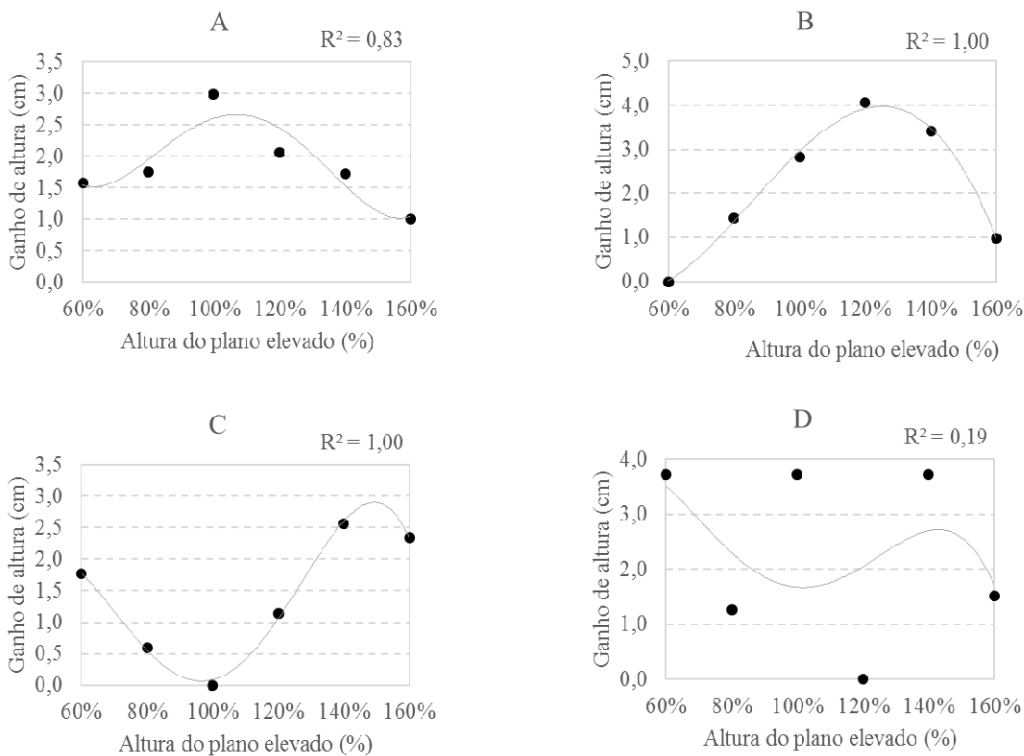 A
R² = 0,83
Ganho de altura (cm)
3,5
3,0
2,5
2,0
1,5
1,0
0,5
0,0
60% 80% 100% 120% 140% 160%
Altura do plano elevado (%)
B
R² = 1,00
Ganho de altura (cm)
5,0
4,0
3,0
2,0
1,0
0,0
60% 80% 100% 120% 140% 160%
Altura do plano elevado (%)
C
R² = 1,00
Ganho de altura (cm)
3,5
3,0
2,5
2,0
1,5
1,0
0,5
0,0
60% 80% 100% 120% 140% 160%
Altura do plano elevado (%)
D
R² = 0,19
Ganho de altura (cm)
4,0
3,0
2,0
1,0
0,0
60% 80% 100% 120% 140% 160%
Altura do plano elevado (%)